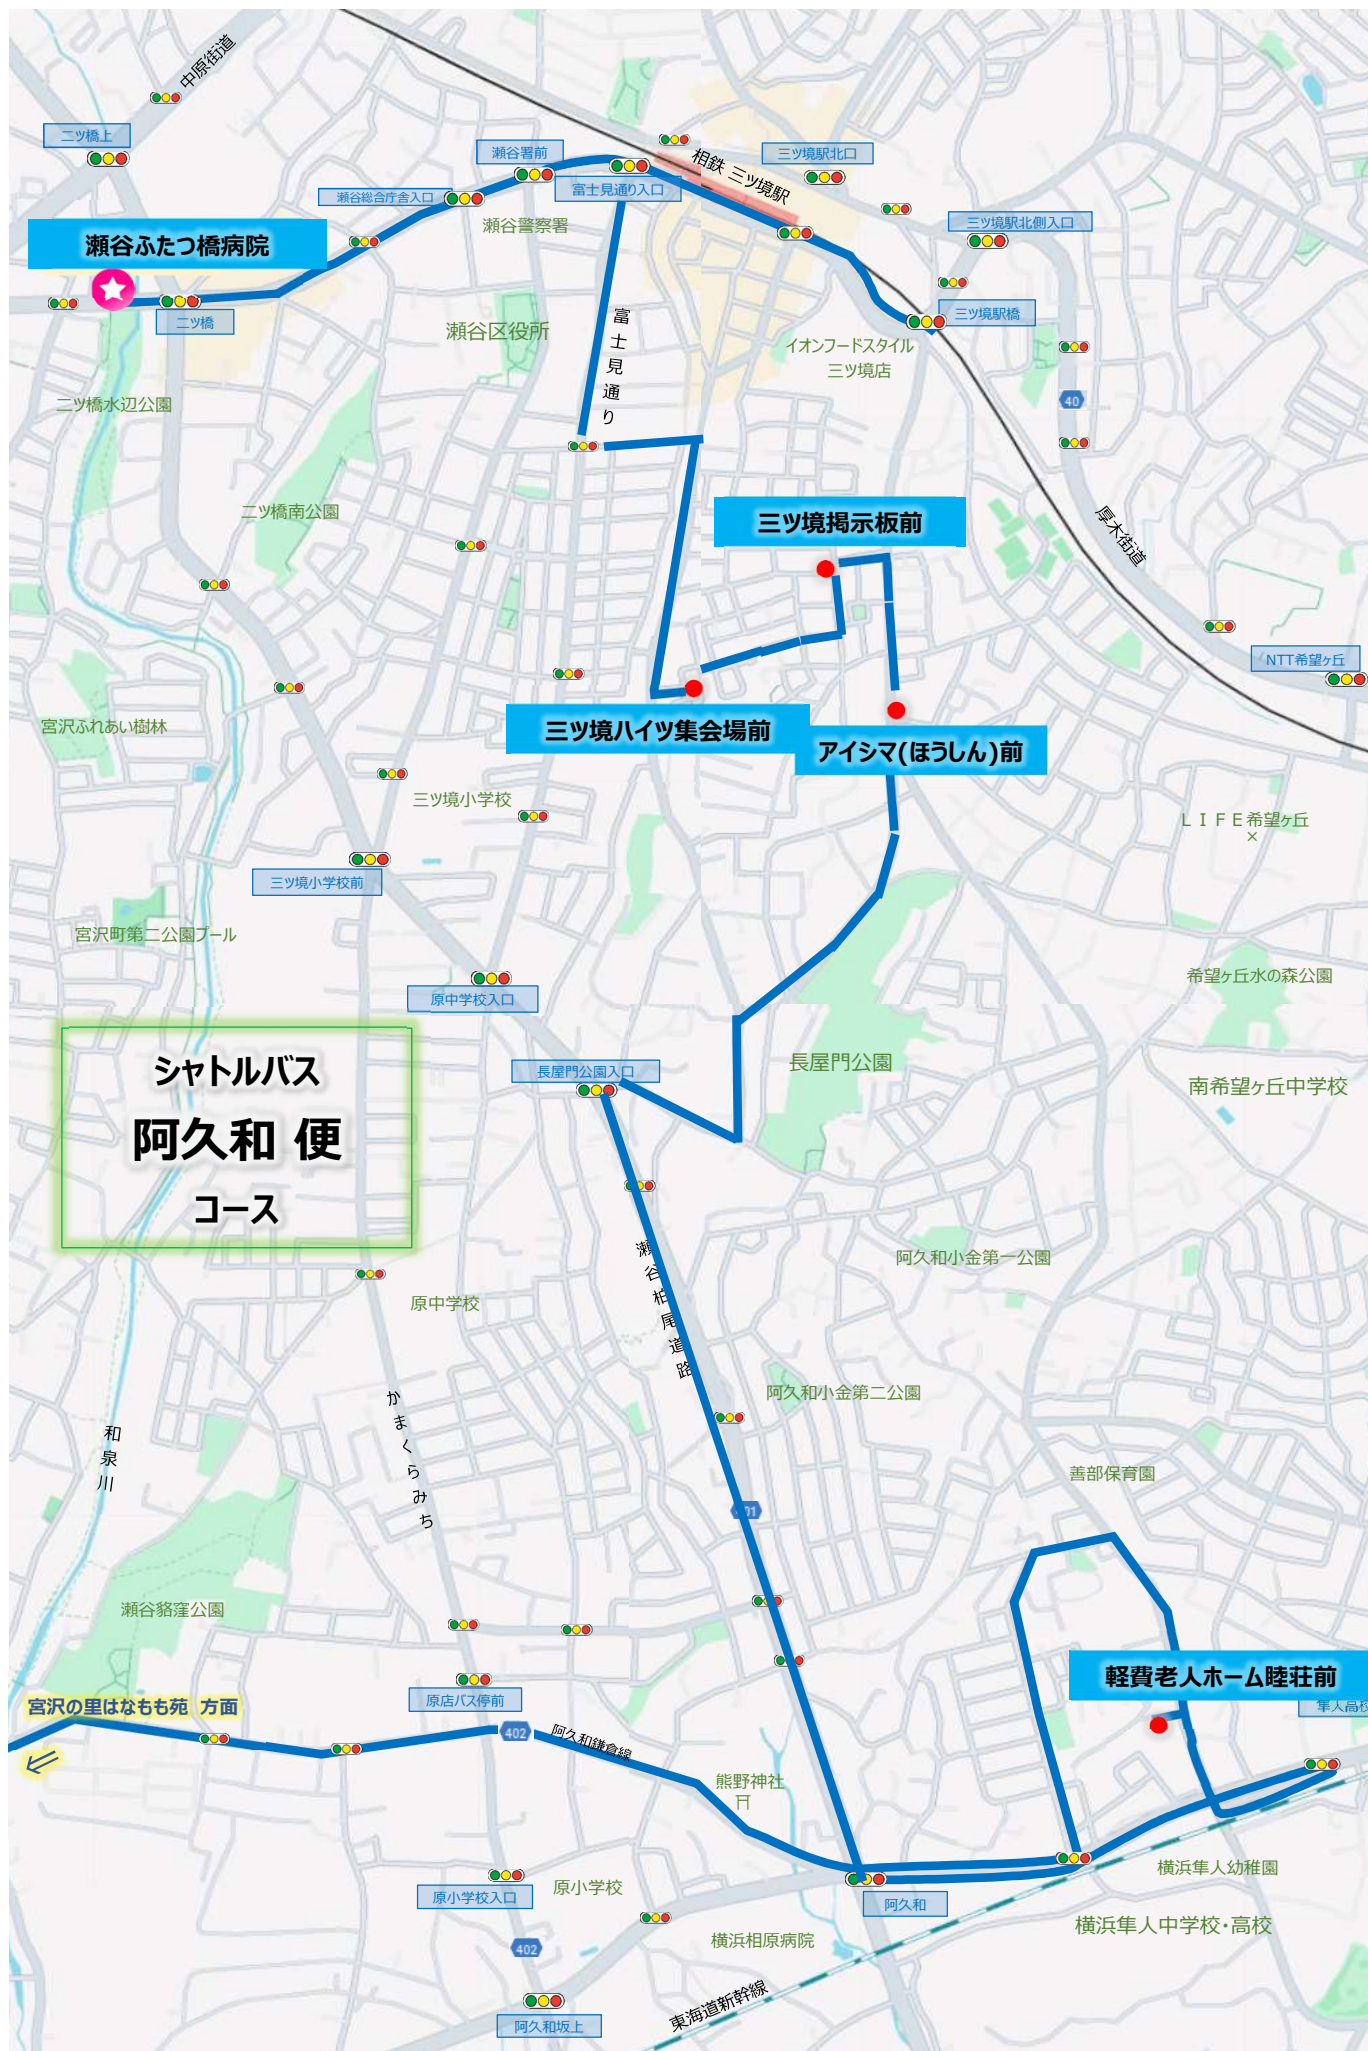 中原街道
二ツ橋上
瀬谷署前
相鉄 三ツ境駅
三ツ境駅北口
瀬谷総合庁舎入口
富士見通り入口
瀬谷警察署
三ツ境駅北側入口
瀬谷ふたつ橋病院
二ツ橋
富士見通り
瀬谷区役所
三ツ境駅橋
イオンフードスタイル
三ツ境店
二ツ橋水辺公園
40
二ツ橋南公園
三ツ境掲示板前
厚木街道
NTT希望ヶ丘
宮沢ふれあい樹林
三ツ境ハイツ集会場前
アイシマ(ほうしん)前
三ツ境小学校
LIFE希望ヶ丘
×
三ツ境小学校前
宮沢町第二公園プール
希望ヶ丘水の森公園
原中学校入口
シャトルバス
阿久和 便
コース
長屋門公園入口
長屋門公園
南希望ヶ丘中学校
瀬谷柏尾道路
阿久和小金第一公園
原中学校
阿久和小金第二公園
かまくらみち
和泉川
善部保育園
瀬谷貉窪公園
軽費老人ホーム睦荘前
宮沢の里はなもも苑 方面
原店バス停前
402
阿久和鎌倉線
熊野神社
横浜隼人幼稚園
原小学校入口
原小学校
阿久和
横浜隼人中学校・高校
横浜相原病院
402
東海道新幹線
阿久和坂上